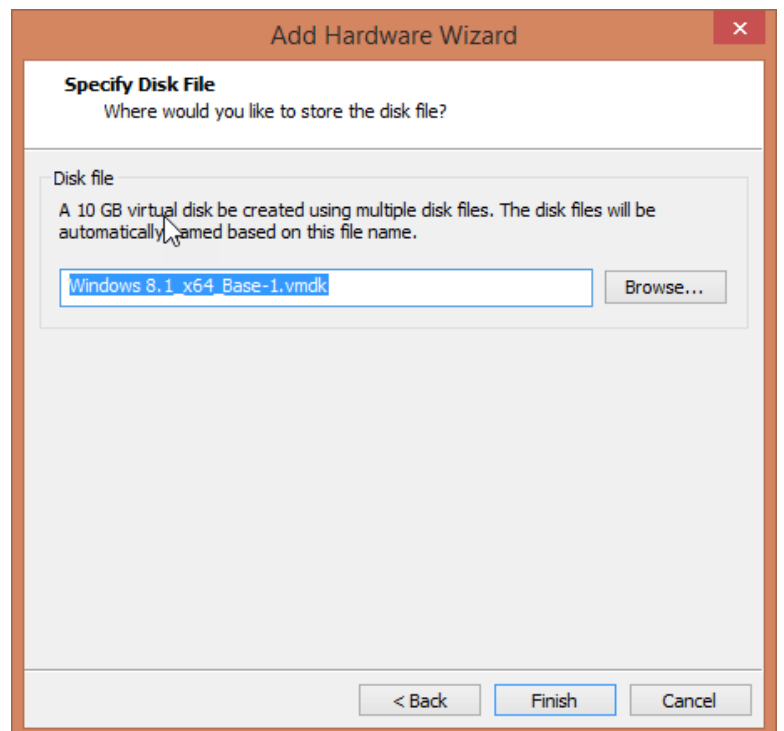 Add Hardware Wizard
Specify Disk File
Where would you like to store the disk file?
Disk file
A 10 GB virtual disk be created using multiple disk files. The disk files will be
automatically named based on this file name.
Windows 8.1_x64_Base-1.vmdk
Browse...
< Back
Finish
Cancel